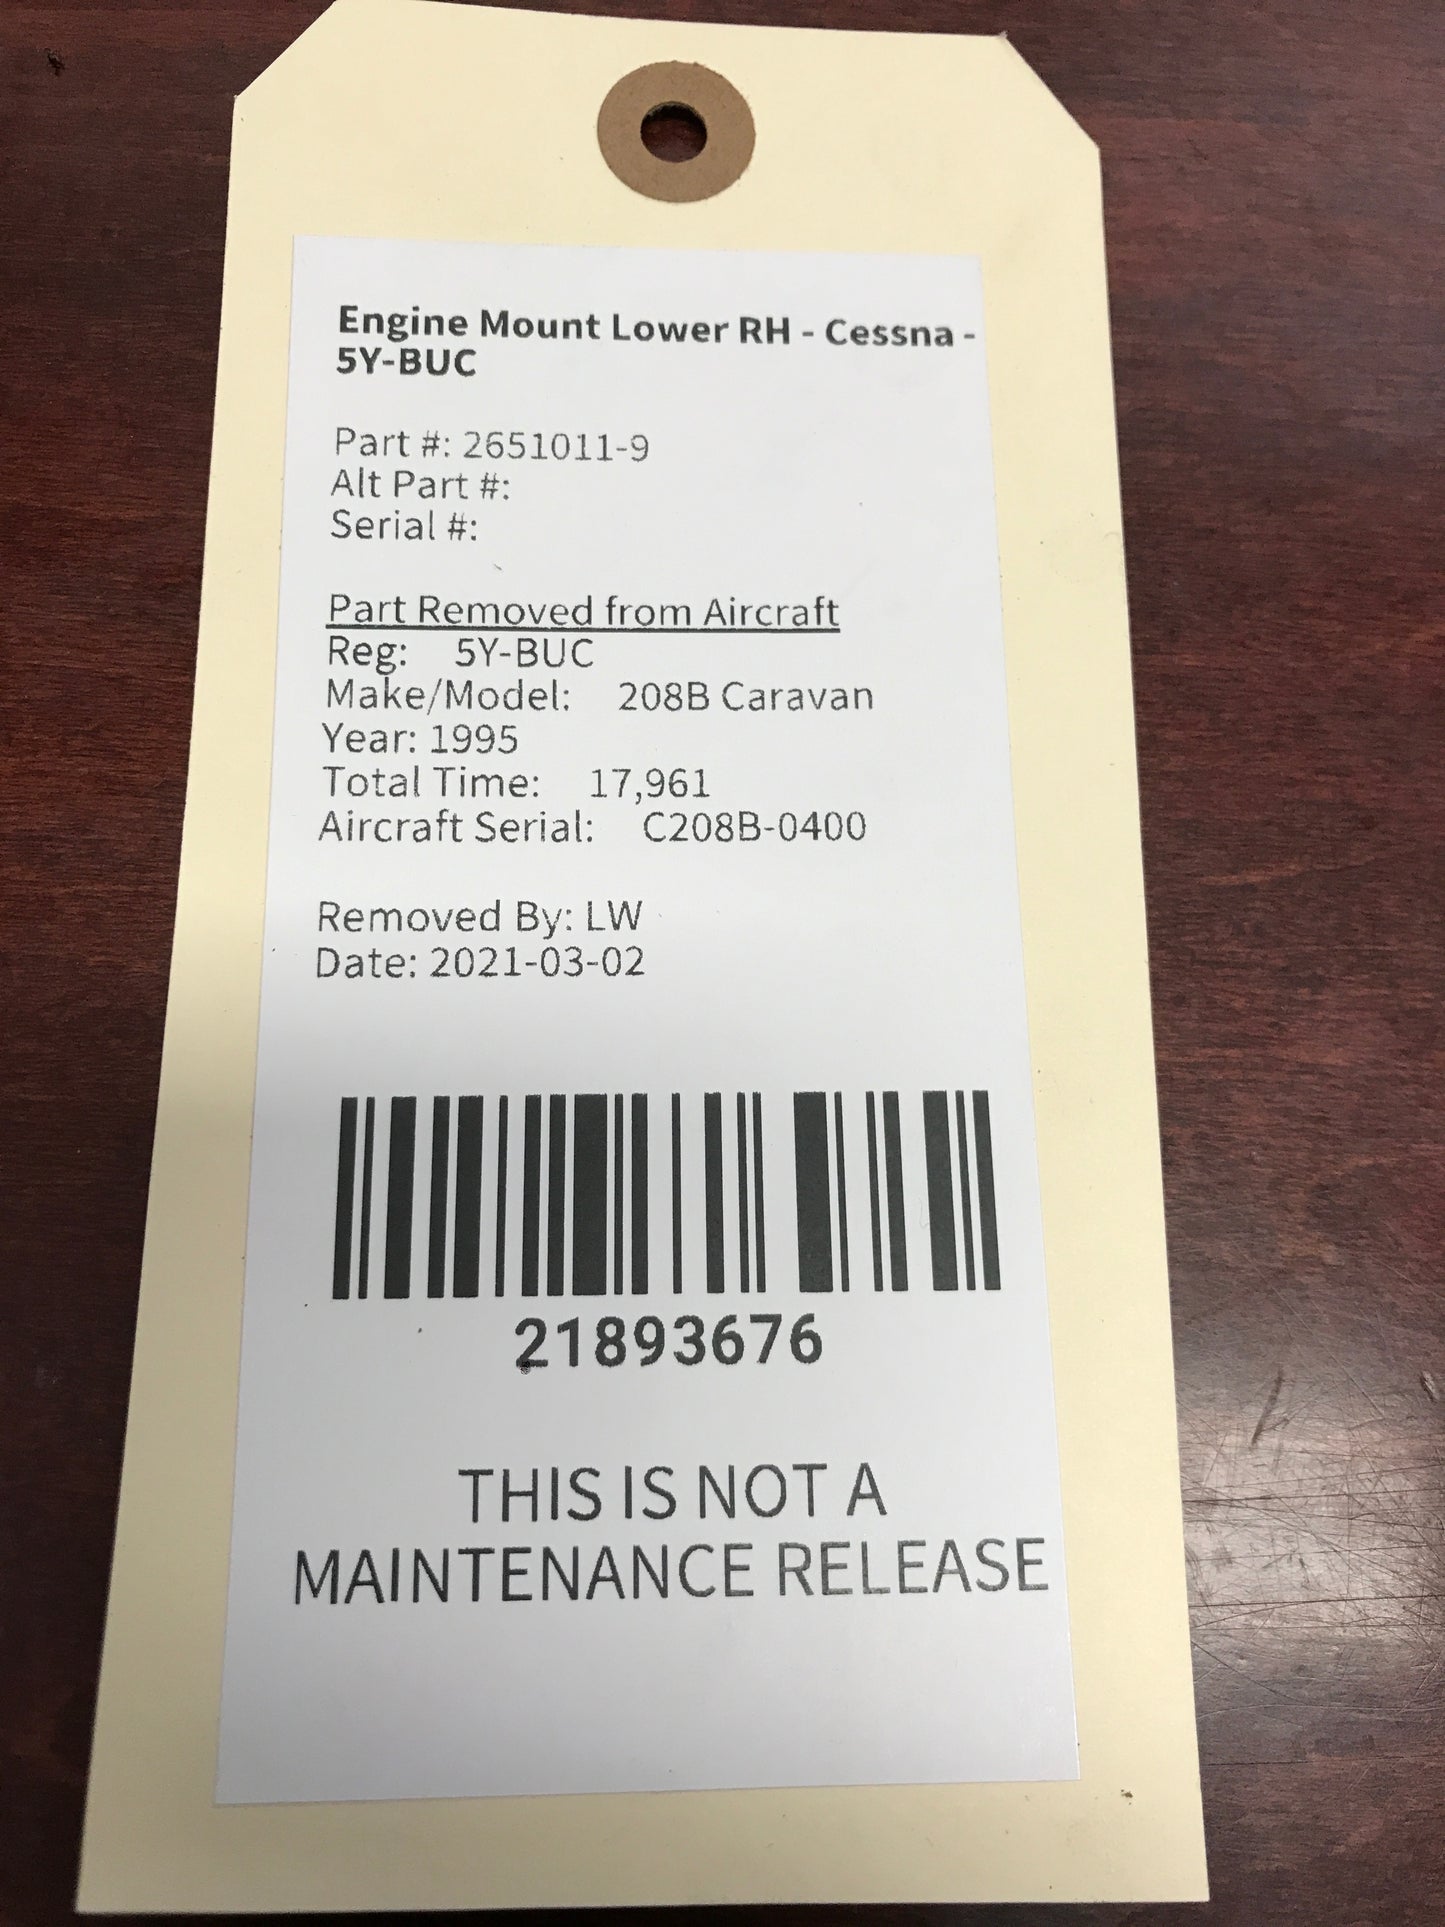 Engine Mount Lower RH - Cessna -
5Y-BUC
Part #: 2651011-9
Alt Part #:
Serial #:
Part Removed from Aircraft
Reg: 5Y-BUC
Make/Model: 208B Caravan
Year: 1995
Total Time: 17,961
Aircraft Serial: C208B-0400
Removed By: LW
Date: 2021-03-02
21893676
THIS IS NOT A
MAINTENANCE RELEASE